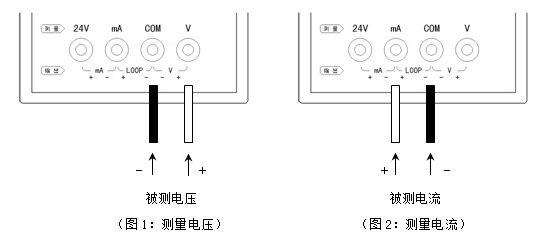 测量 24V mA COM V
输出 mA LOOP V
+ - + - - +
- +
被测电压
（图1：测量电压）
测量 24V mA COM V
输出 mA LOOP V
+ - + - - +
+ -
被测电流
（图2：测量电流）